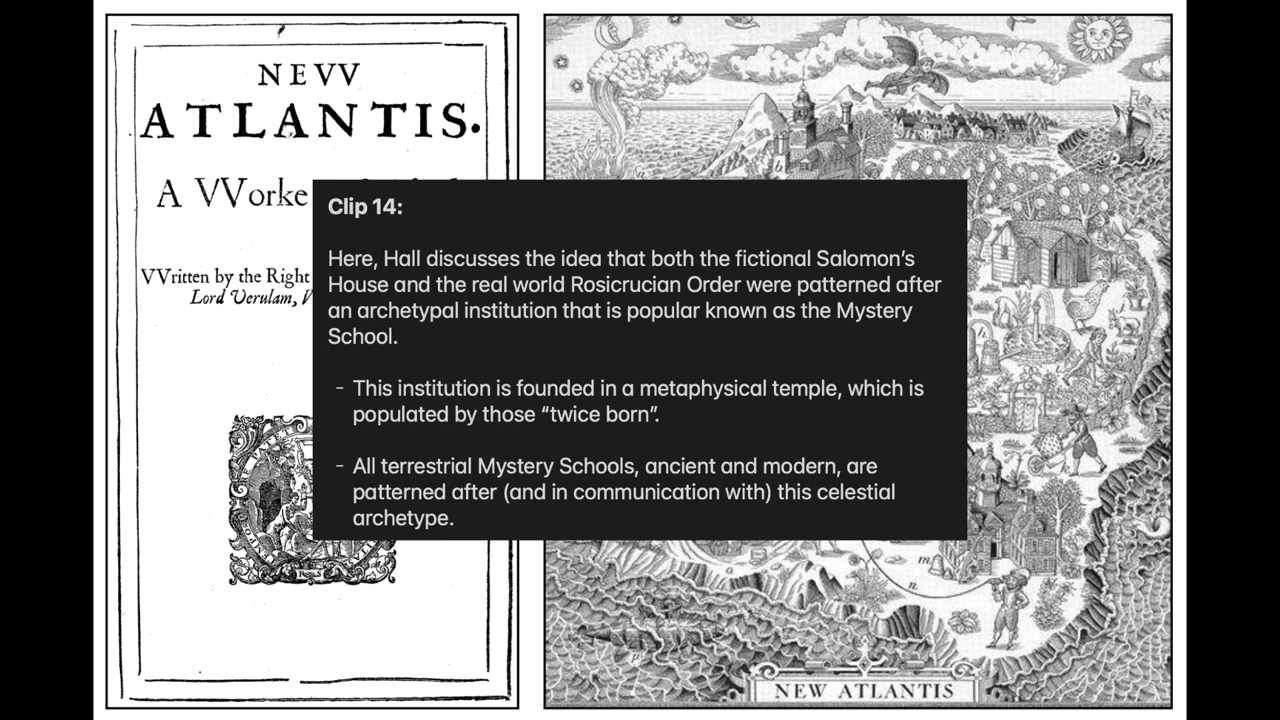 NEVV
ATLANTIS.
A VVorke
VVritten by the Right
Lord Verulam,
Clip 14:
Here, Hall discusses the idea that both the fictional Salomon's
House and the real world Rosicrucian Order were patterned after
an archetypal institution that is popular known as the Mystery
School.
- This institution is founded in a metaphysical temple, which is
populated by those “twice born”.
- All terrestrial Mystery Schools, ancient and modern, are
patterned after (and in communication with) this celestial
archetype.
b
h
m
n
NEW ATLANTIS